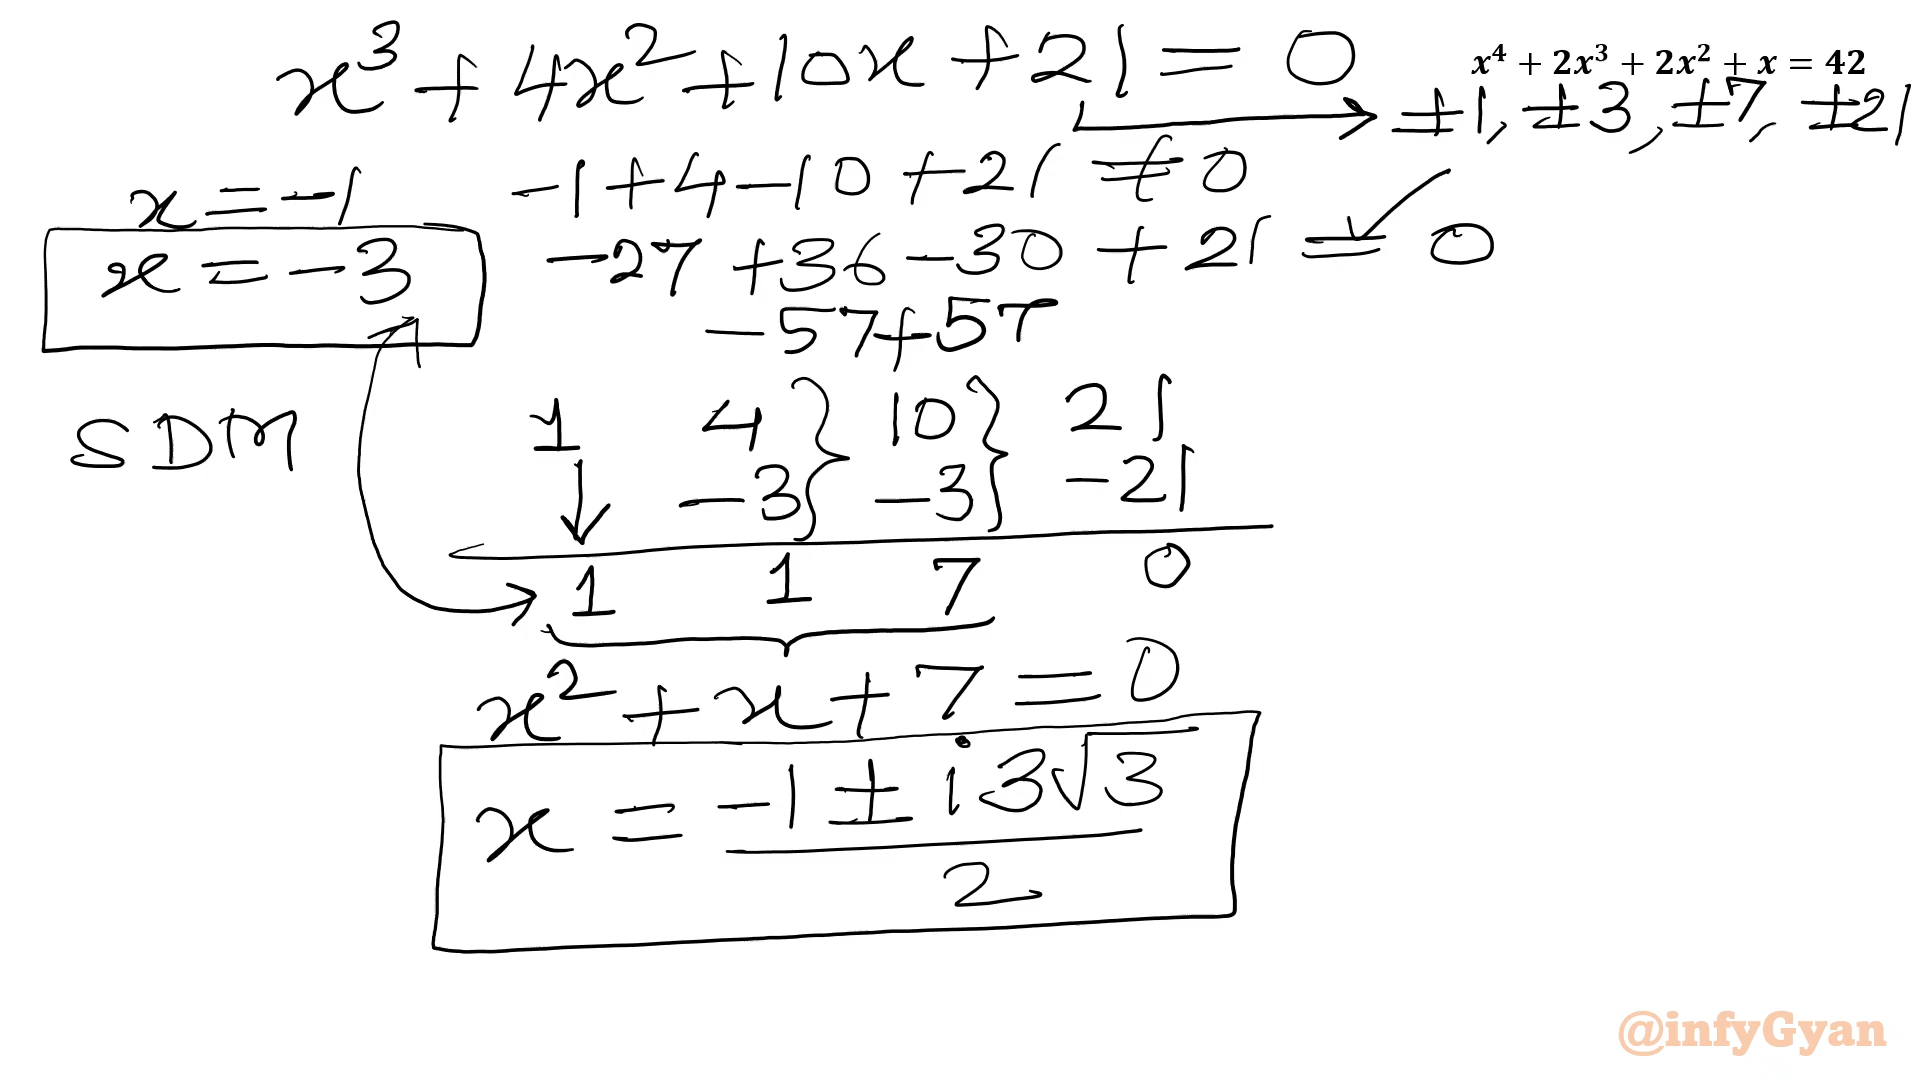 x³ + 4x² + 10x + 21 = 0
x⁴ + 2x³ + 2x² + x = 42
±1, ±3, ±7, ±21
x = -1 -1 + 4 - 10 + 21 ≠ 0
x = -3 -27 + 36 - 30 + 21 = 0 ✓
-57 + 57
SDM 1 4 10 21
-3 -3 -21
1 1 7 0
x² + x + 7 = 0
x = (-1 ± i3√3)/2
@infyGyan